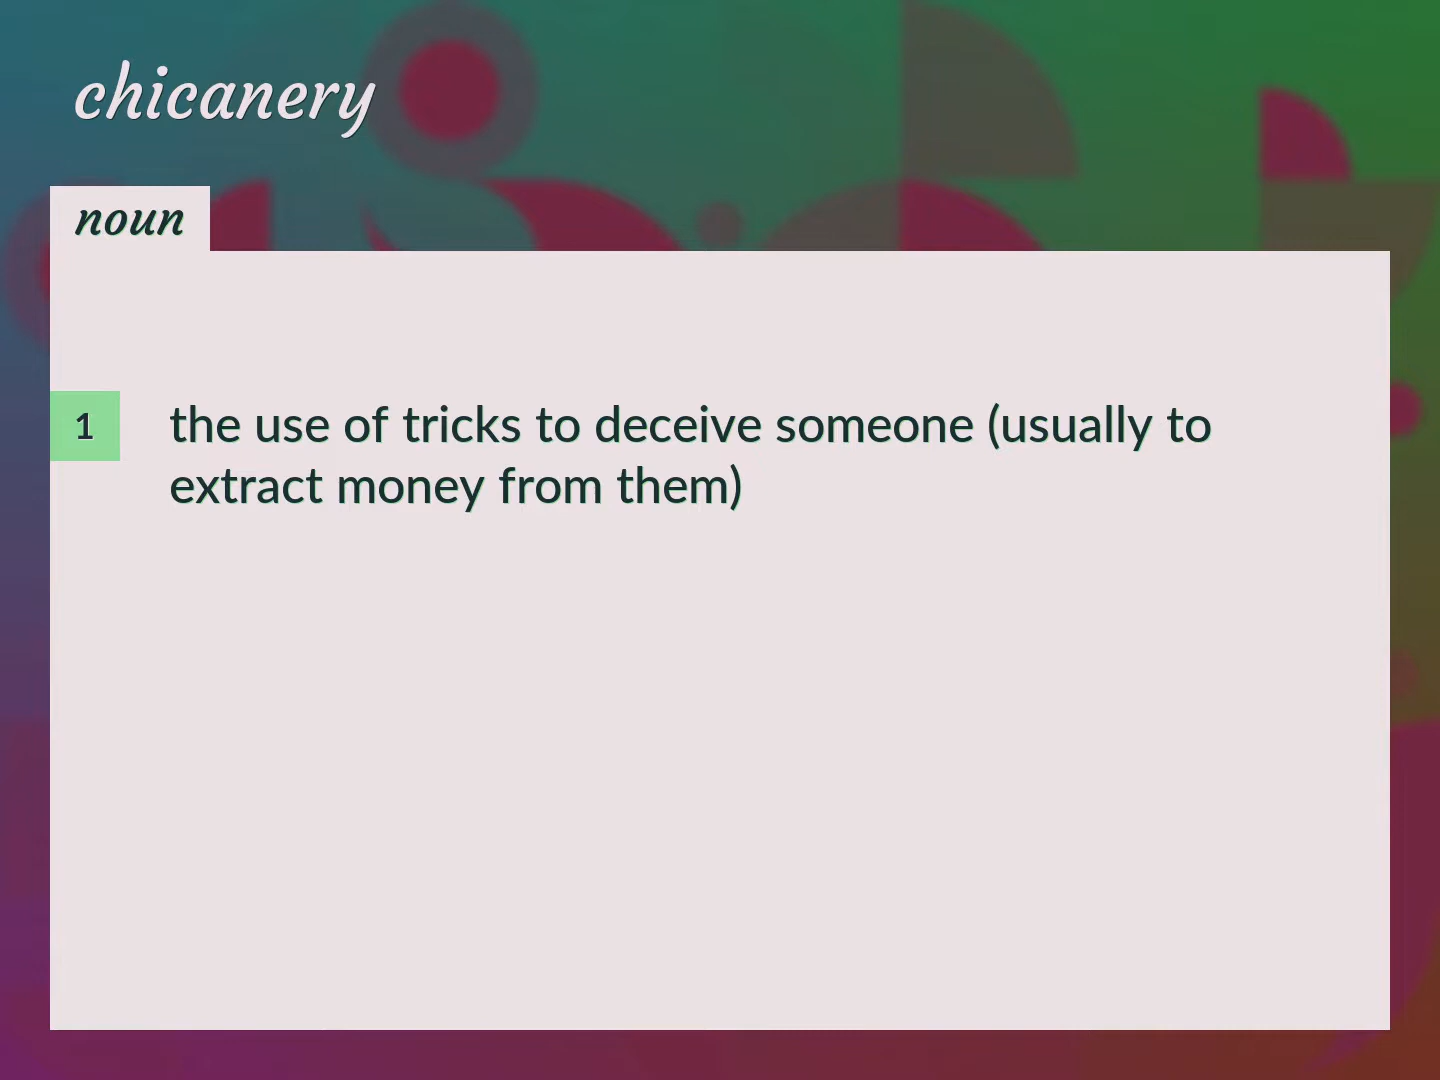 chicanery
noun
1
the use of tricks to deceive someone (usually to
extract money from them)